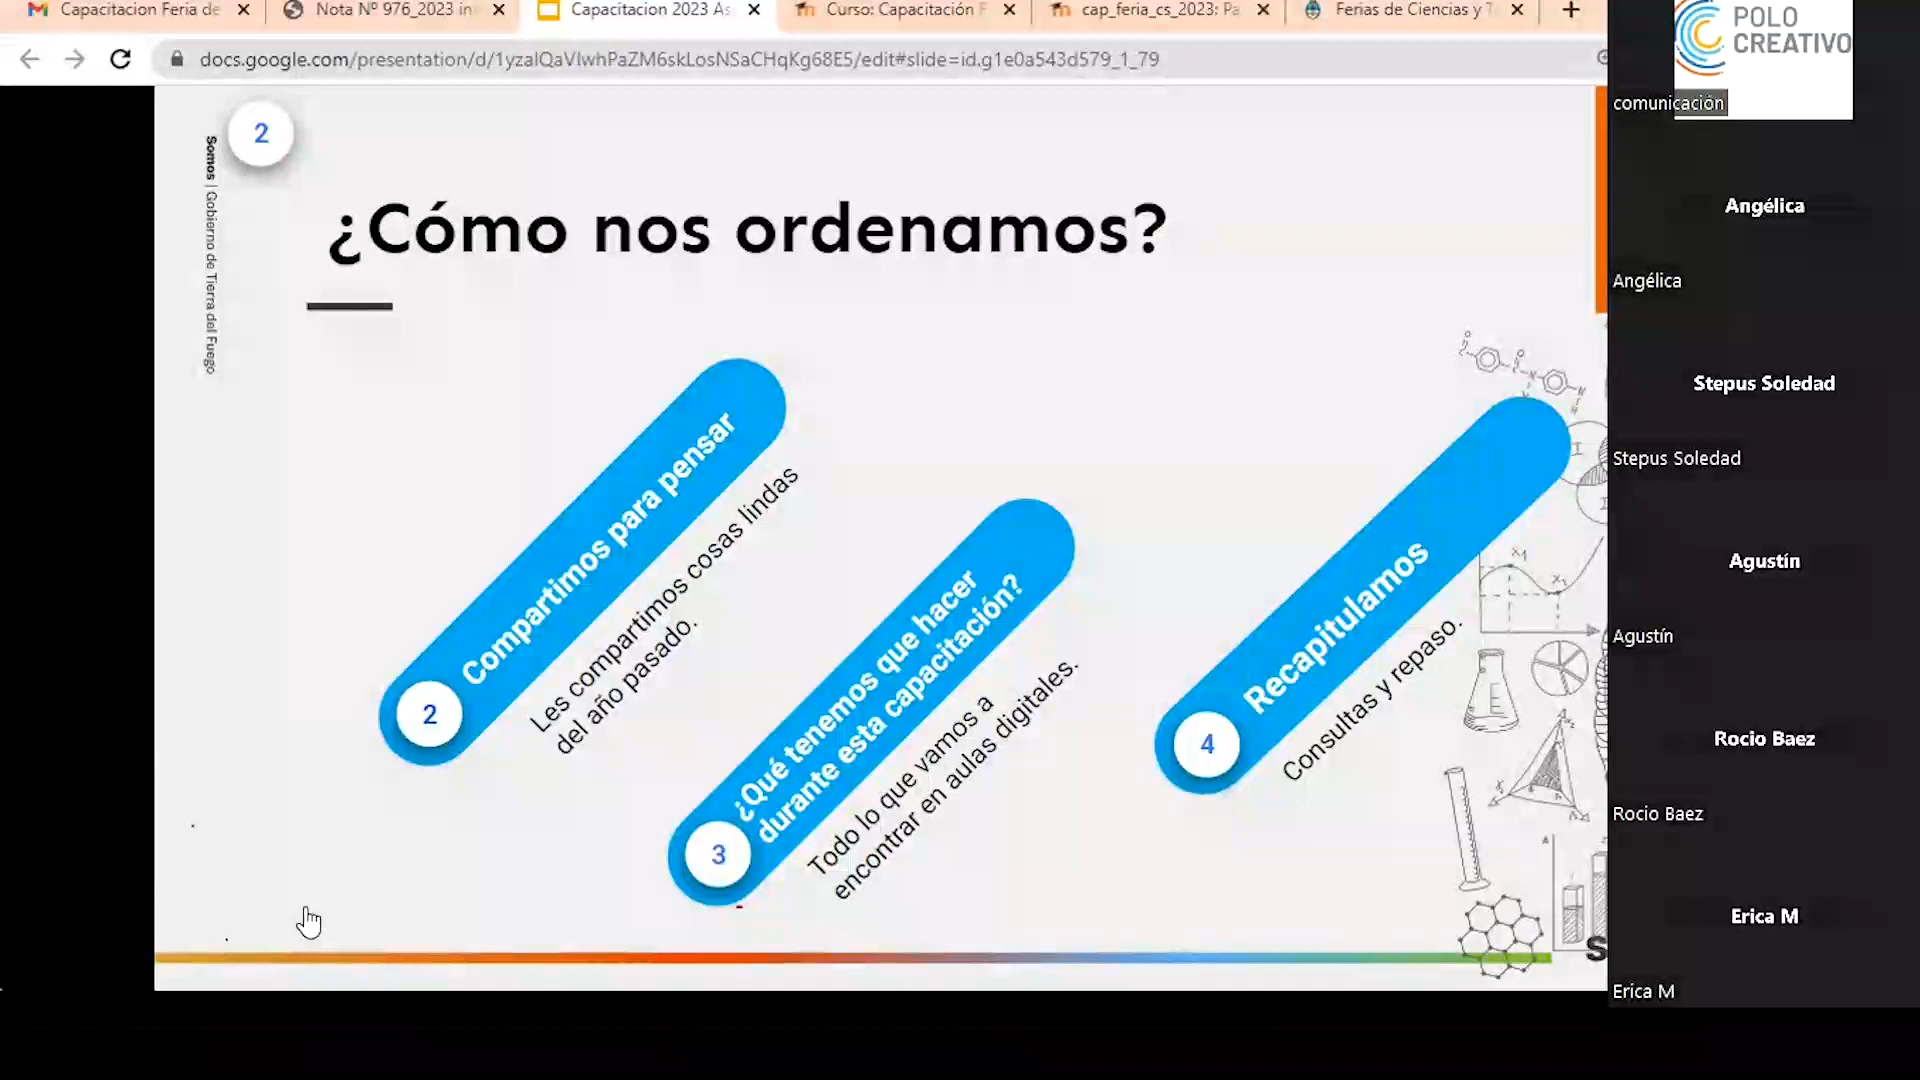 Capacitacion Feria de
Nota Nº 976_2023 in
Capacitacion 2023 As
Curso: Capacitación F
cap_feria_cs_2023: Pa
Ferias de Ciencias y T
docs.google.com/presentation/d/1yzalQaVlwhPaZM6skLosNSaCHqKg68E5/edit#slide=id.g1e0a543d579_1_79
2
Somos | Gobierno de Tierra del Fuego
¿Cómo nos ordenamos?
2
Compartimos para pensar
Les compartimos cosas lindas
del año pasado.
3
¿Qué tenemos que hacer
durante esta capacitación?
Todo lo que vamos a
encontrar en aulas digitales.
4
Recapitulamos
Consultas y repaso.
S
POLO
CREATIVO
comunicación
Angélica
Angélica
Stepus Soledad
Stepus Soledad
Agustín
Agustín
Rocio Baez
Rocio Baez
Erica M
Erica M